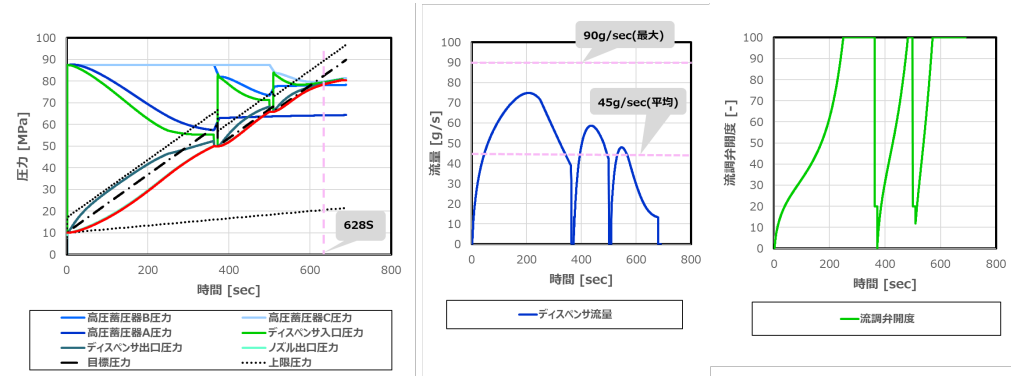 100
90
80
70
60
50
40
30
20
10
0
圧力 [MPa]
0
200
400
600
800
時間 [sec]
628S
高圧蓄圧器B圧力
高圧蓄圧器C圧力
高圧蓄圧器A圧力
ディスペンサ入口圧力
ディスペンサ出口圧力
ノズル出口圧力
目標圧力
上限圧力
90g/sec(最大)
45g/sec(平均)
100
90
80
70
60
50
40
30
20
10
0
流量 [g/s]
0
200
400
600
800
時間 [sec]
ディスペンサ流量
100
90
80
70
60
50
40
30
20
10
0
流調弁開度 [-]
0
200
400
600
800
時間 [sec]
流調弁開度